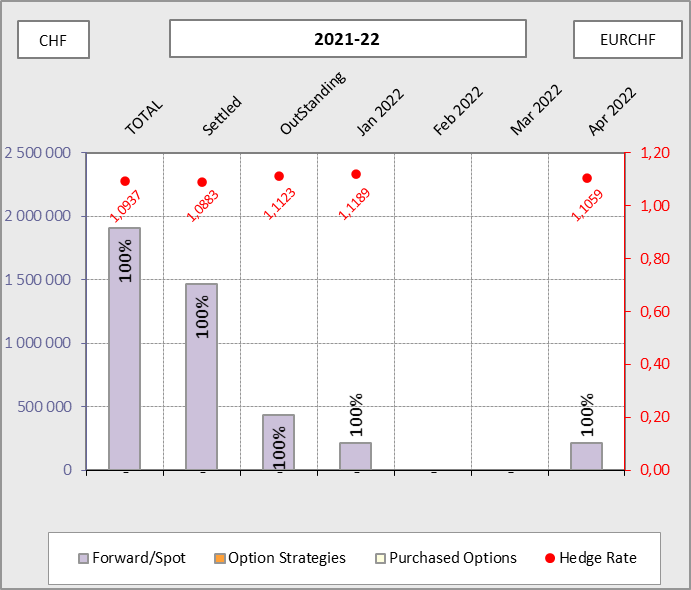 CHF
2021-22
EURCHF
TOTAL
Settled
OutStanding
Jan 2022
Feb 2022
Mar 2022
Apr 2022
2 500 000
2 000 000
1 500 000
1 000 000
500 000
0
1,20
1,00
0,80
0,60
0,40
0,20
0,00
1,0937
1,0883
1,1123
1,1189
1,1059
100%
100%
100%
100%
100%
– – – – – – –
Forward/Spot Option Strategies Purchased Options Hedge Rate